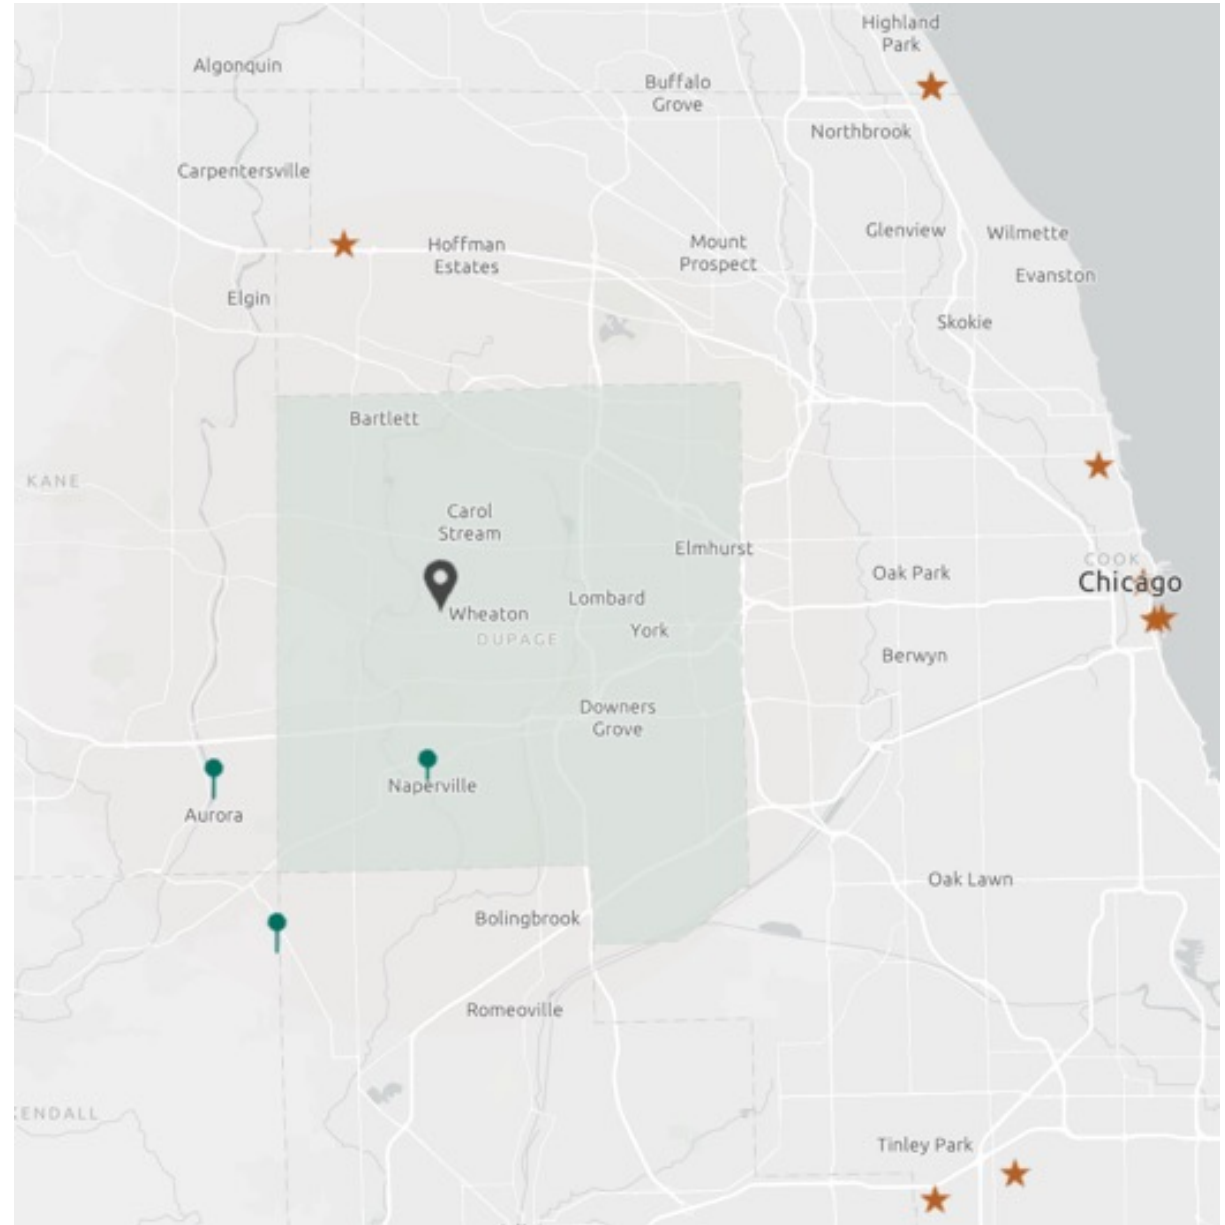 Highland
Park
Algonquin
Buffalo
Grove
Northbrook
Carpentersville
Glenview
Wilmette
Hoffman
Estates
Mount
Prospect
Evanston
Elgin
Skokie
Bartlett
KANE
Carol
Stream
Elmhurst
COOK
Oak Park
Chicago
Lombard
Wheaton
York
DUPAGE
Berwyn
Downers
Grove
Naperville
Aurora
Oak Lawn
Bolingbrook
Romeoville
KENDALL
Tinley Park